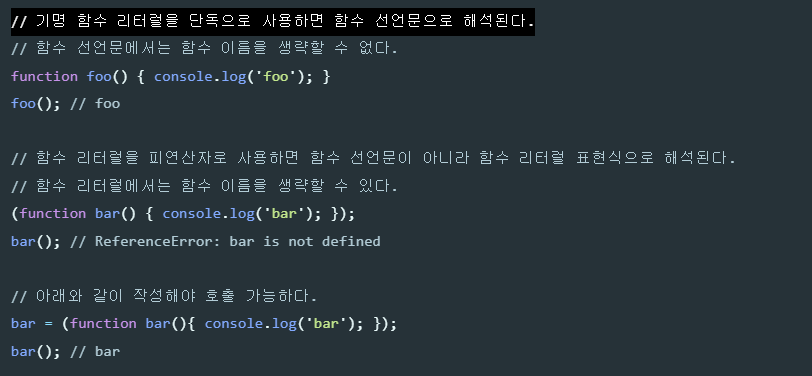 // 기명 함수 리터럴을 단독으로 사용하면 함수 선언문으로 해석된다.
// 함수 선언문에서는 함수 이름을 생략할 수 없다.
function foo() { console.log('foo'); }
foo(); // foo
// 함수 리터럴을 피연산자로 사용하면 함수 선언문이 아니라 함수 리터럴 표현식으로 해석된다.
// 함수 리터럴에서는 함수 이름을 생략할 수 있다.
(function bar() { console.log('bar'); });
bar(); // ReferenceError: bar is not defined
// 아래와 같이 작성해야 호출 가능하다.
bar = (function bar(){ console.log('bar'); });
bar(); // bar